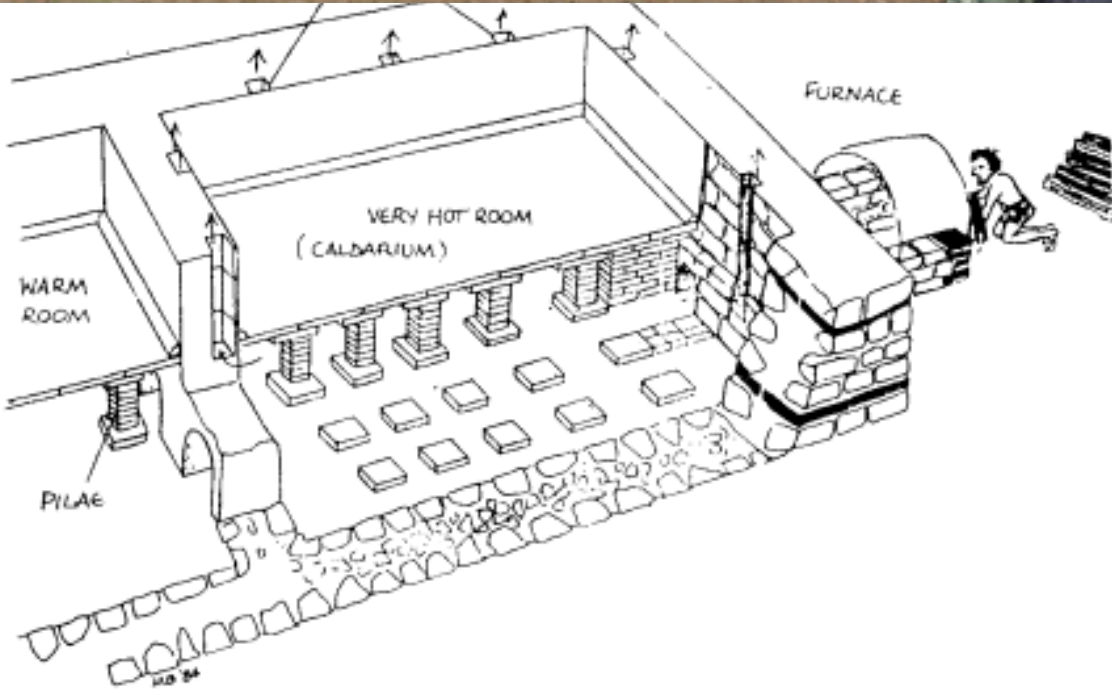 FURNACE
VERY HOT ROOM
(CALDARIUM)
WARM
ROOM
PILAE